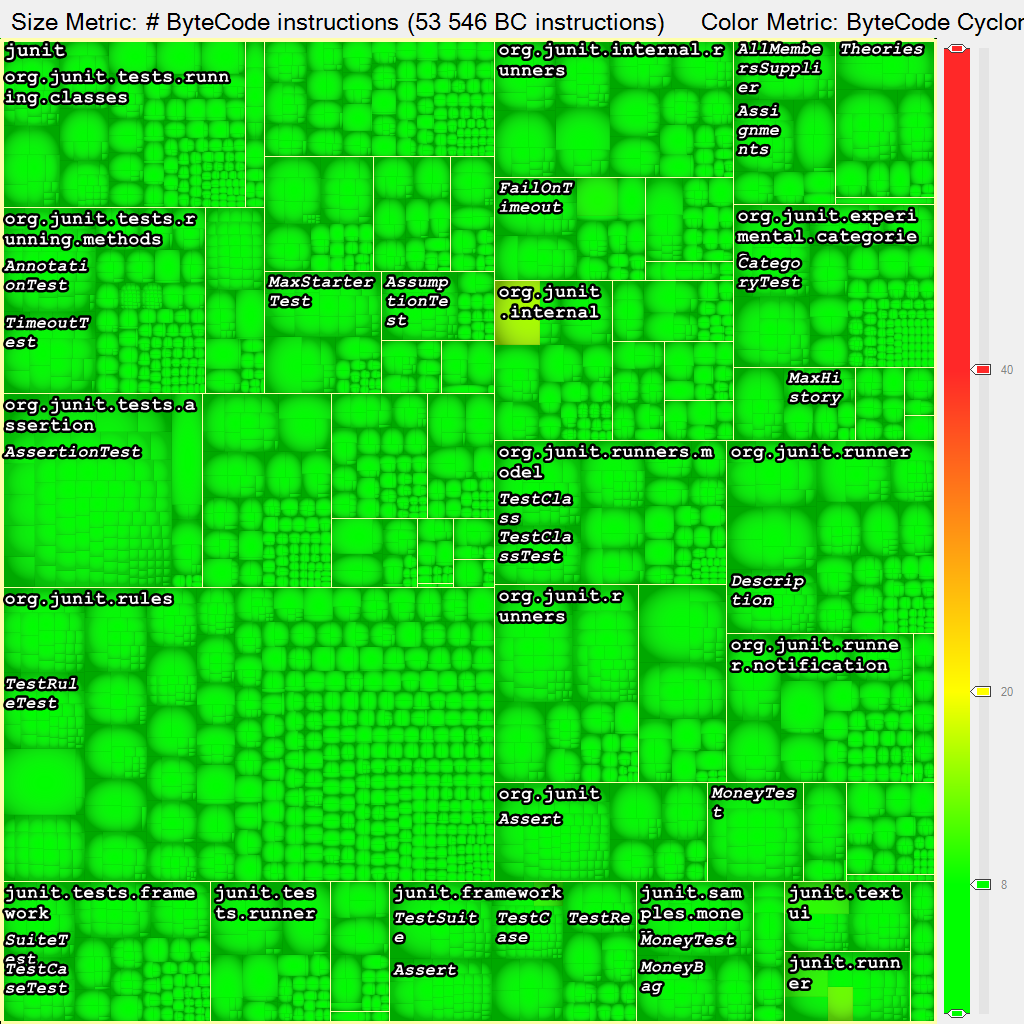 Size Metric: # ByteCode instructions (53 546 BC instructions)
Color Metric: ByteCode Cyclor
junit
org.junit.tests.runn
ing.classes
org.junit.internal.r
unners
AllMembe
rsSuppli
er
Assi
gnme
nts
Theories
org.junit.tests.r
unning.methods
Annotati
onTest
TimeoutT
est
FailOnT
imeout
org.junit.experi
mental.categorie
Catego
ryTest
MaxStarter
Test
Assump
tionTe
st
org.junit
.internal
40
MaxHi
story
org.junit.tests.a
ssertion
AssertionTest
org.junit.runners.m
odel
TestCla
ss
TestCla
ssTest
org.junit.runner
Descrip
tion
org.junit.rules
TestRul
eTest
org.junit.r
unners
org.junit.runne
r.notification
20
org.junit
Assert
MoneyTes
t
8
junit.tests.frame
work
SuiteT
est
TestCa
seTest
junit.tes
ts.runner
junit.framework
TestSuit
e
TestC
ase
TestRe
Assert
junit.sam
ples.mone
MoneyTest
MoneyB
ag
junit.text
ui
junit.runn
er